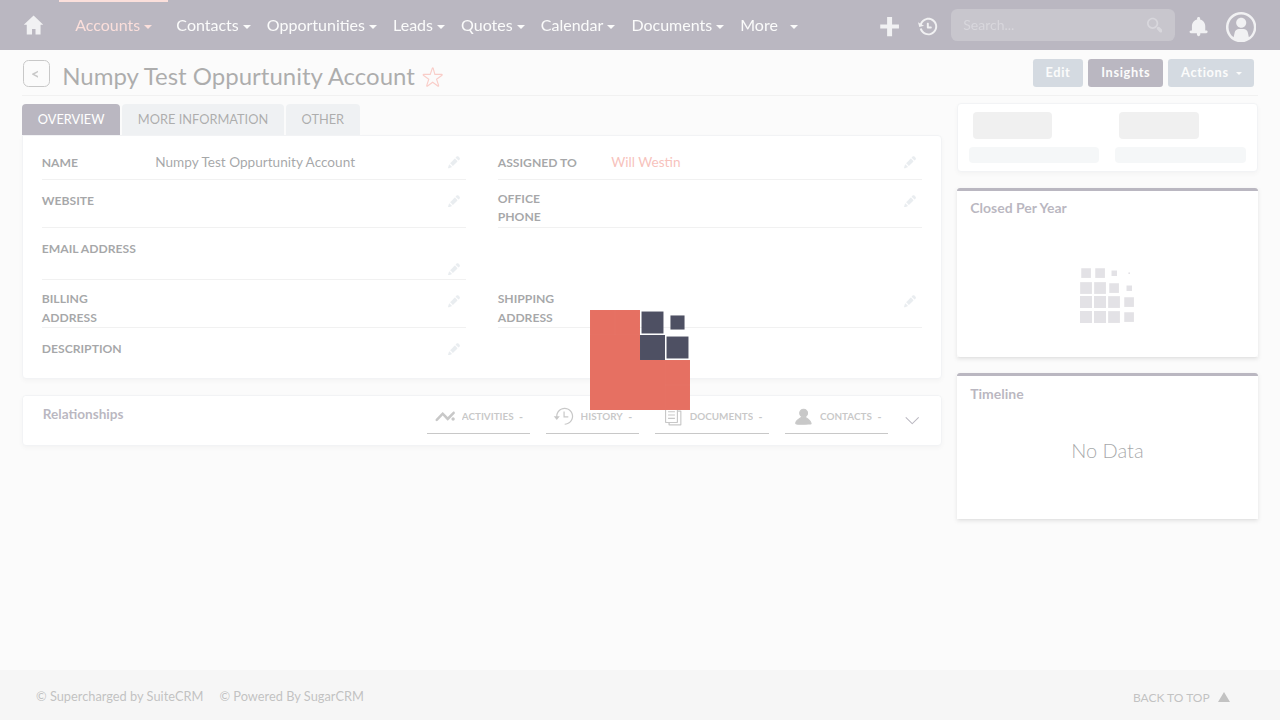 Accounts Contacts Opportunities Leads Quotes Calendar Documents More Search...
< Numpy Test Oppurtunity Account Edit Insights Actions
OVERVIEW MORE INFORMATION OTHER
NAME Numpy Test Oppurtunity Account ASSIGNED TO Will Westin
WEBSITE OFFICE
PHONE
EMAIL ADDRESS
BILLING
ADDRESS
SHIPPING
ADDRESS
DESCRIPTION
Relationships ACTIVITIES - HISTORY - DOCUMENTS - CONTACTS -
Closed Per Year
Timeline
No Data
© Supercharged by SuiteCRM © Powered By SugarCRM BACK TO TOP